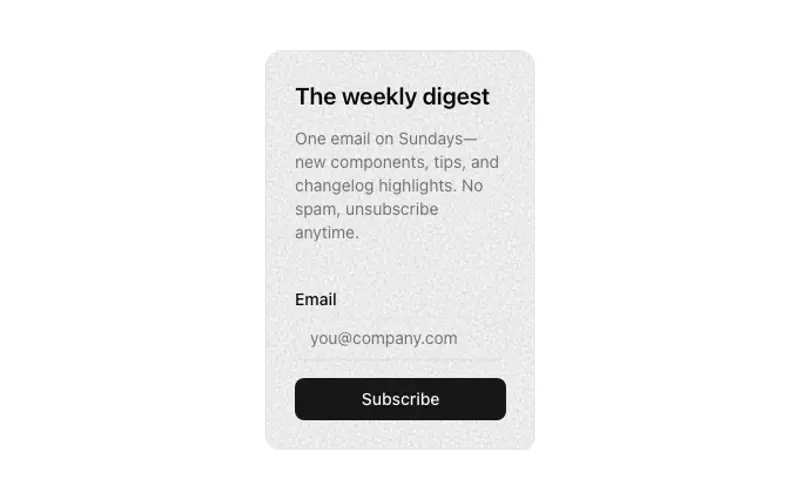 The weekly digest
One email on Sundays—
new components, tips, and
changelog highlights. No
spam, unsubscribe
anytime.
Email
you@company.com
Subscribe